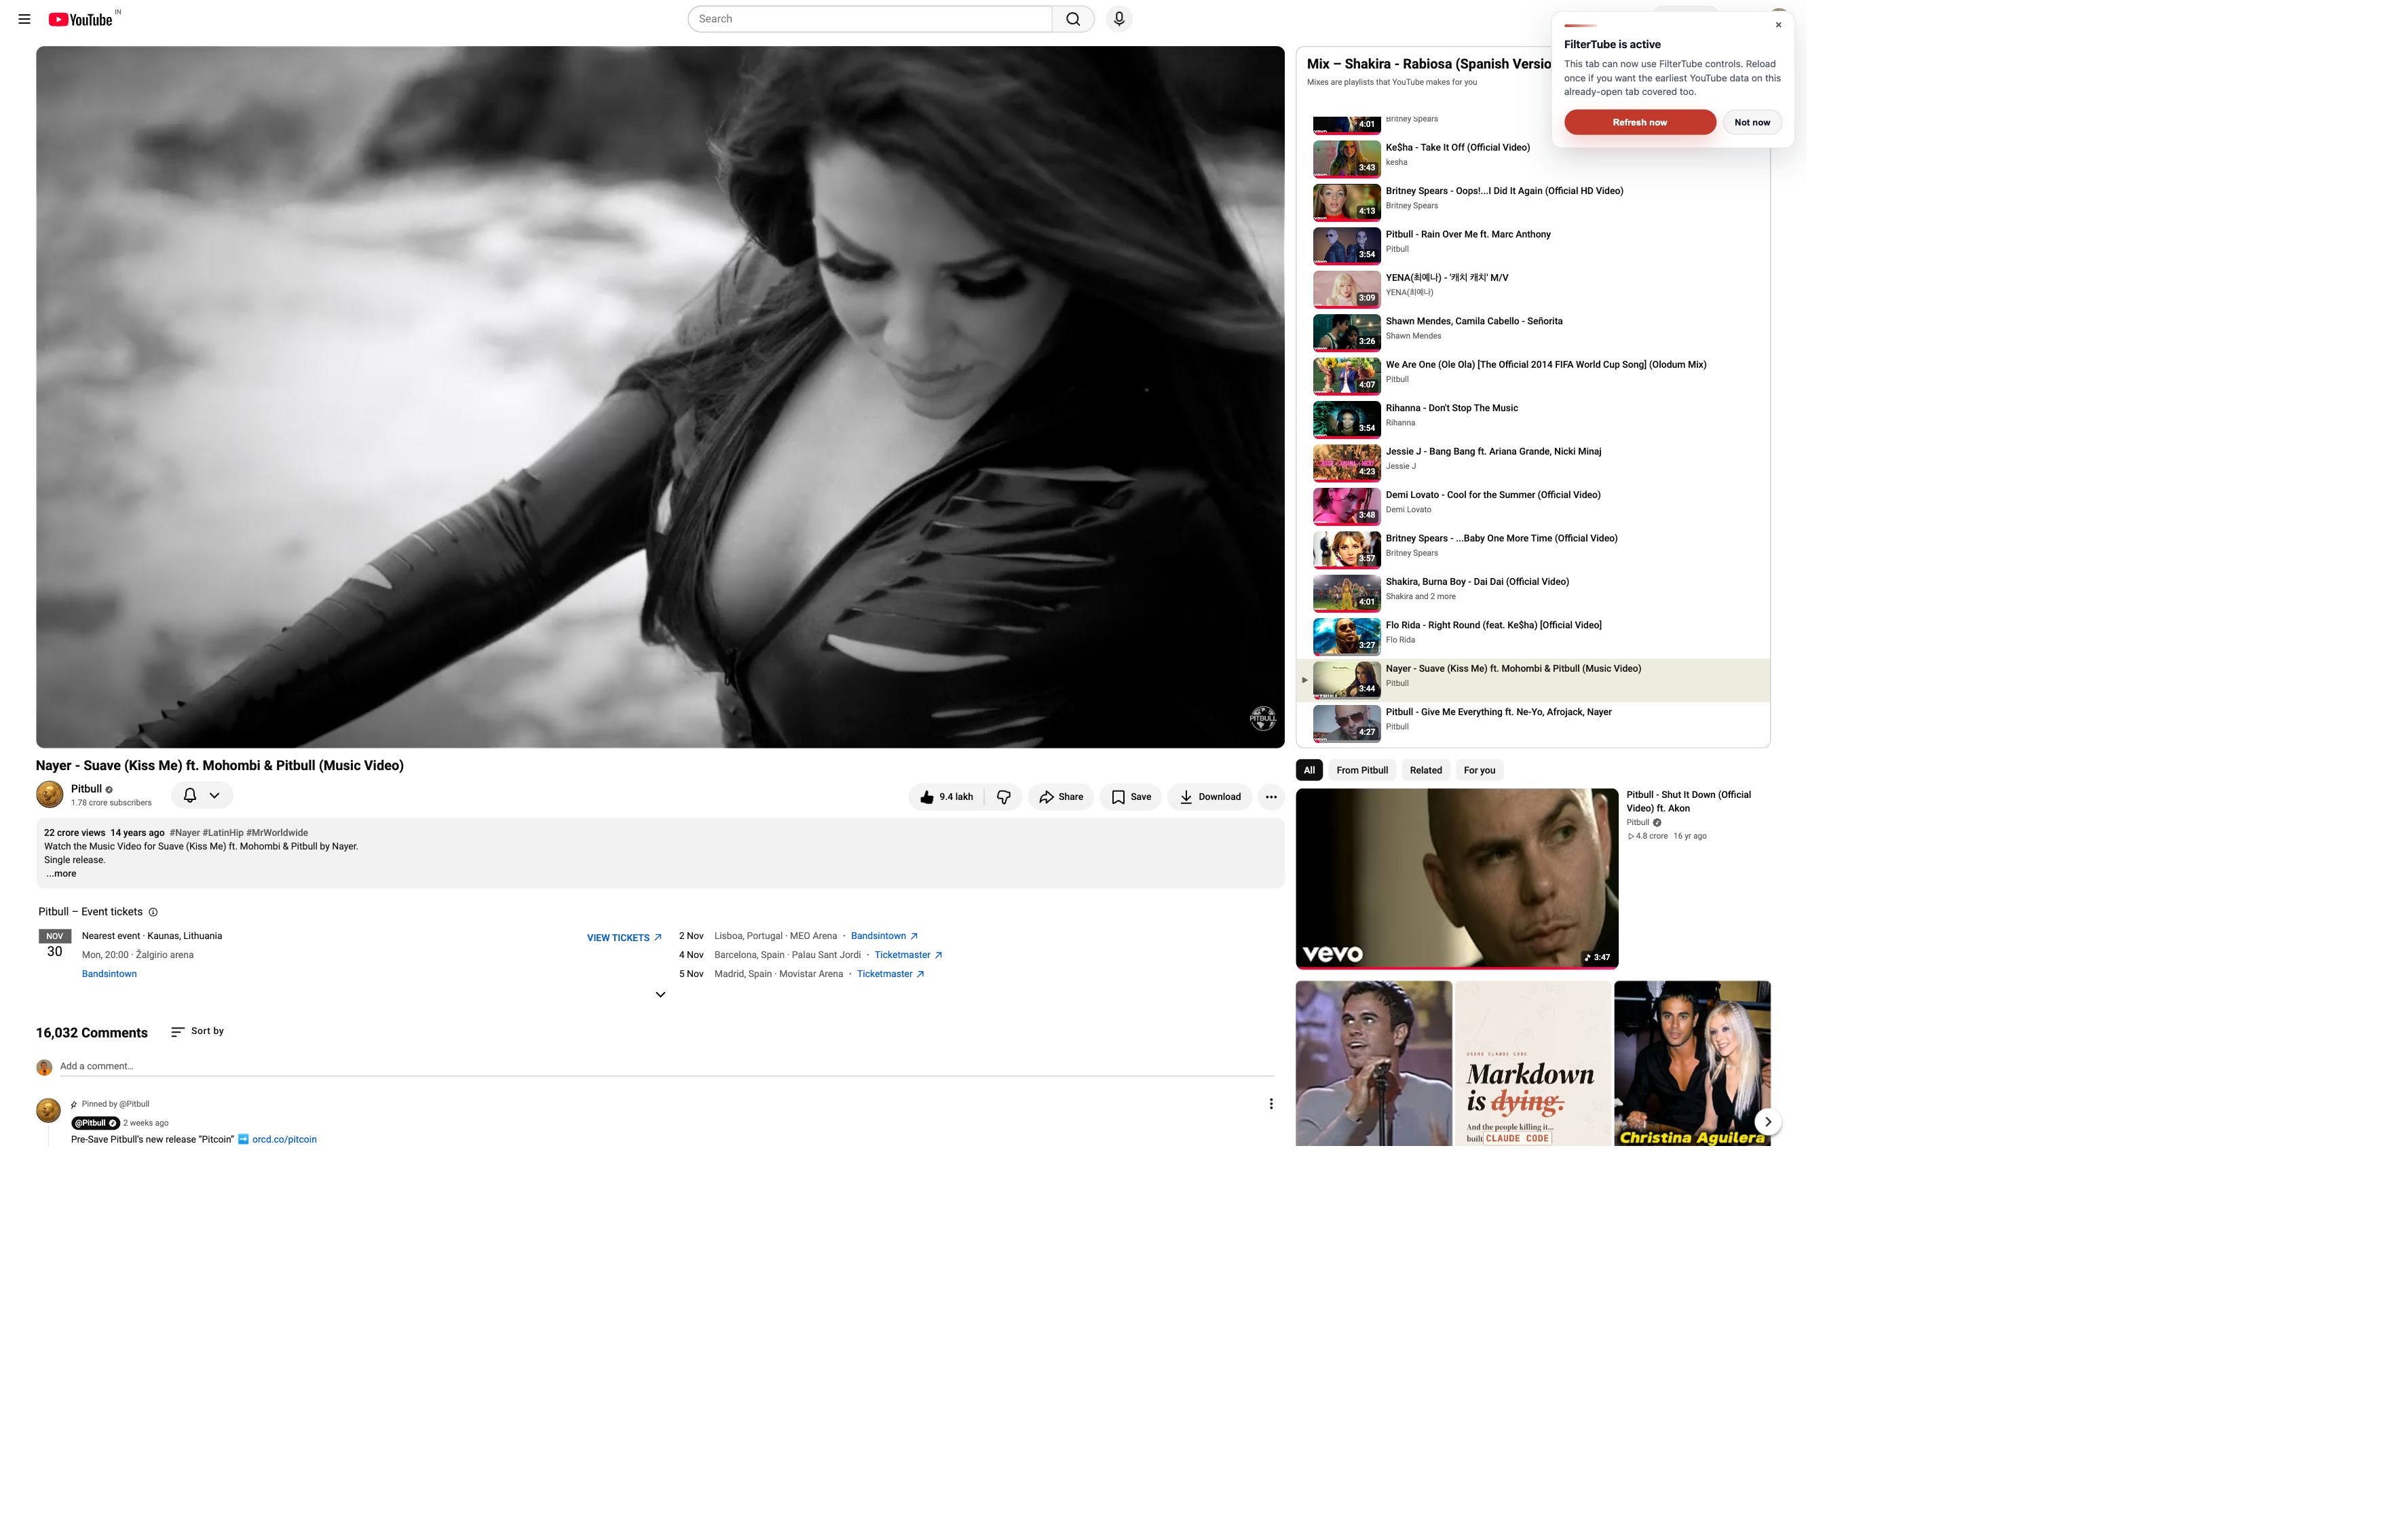 YouTube IN
Search
FilterTube is active
This tab can now use FilterTube controls. Reload
once if you want the earliest YouTube data on this
already-open tab covered too.
Refresh now
Not now
PITBULL
Mix – Shakira - Rabiosa (Spanish Versio
Mixes are playlists that YouTube makes for you
4:01
Britney Spears
Ke$ha - Take It Off (Official Video)
kesha
3:43
Britney Spears - Oops!...I Did It Again (Official HD Video)
Britney Spears
4:13
Pitbull - Rain Over Me ft. Marc Anthony
Pitbull
3:54
YENA(최예나) - '캐치 캐치' M/V
YENA(최예나)
3:09
Shawn Mendes, Camila Cabello - Señorita
Shawn Mendes
3:26
We Are One (Ole Ola) [The Official 2014 FIFA World Cup Song] (Olodum Mix)
Pitbull
4:07
Rihanna - Don't Stop The Music
Rihanna
3:54
Jessie J - Bang Bang ft. Ariana Grande, Nicki Minaj
Jessie J
4:23
Demi Lovato - Cool for the Summer (Official Video)
Demi Lovato
3:48
Britney Spears - ...Baby One More Time (Official Video)
Britney Spears
3:57
Shakira, Burna Boy - Dai Dai (Official Video)
Shakira and 2 more
4:01
Flo Rida - Right Round (feat. Ke$ha) [Official Video]
Flo Rida
3:27
Nayer - Suave (Kiss Me) ft. Mohombi & Pitbull (Music Video)
Pitbull
3:44
Pitbull - Give Me Everything ft. Ne-Yo, Afrojack, Nayer
Pitbull
4:27
Nayer - Suave (Kiss Me) ft. Mohombi & Pitbull (Music Video)
Pitbull
1.78 crore subscribers
9.4 lakh
Share
Save
Download
22 crore views 14 years ago #Nayer #LatinHip #MrWorldwide
Watch the Music Video for Suave (Kiss Me) ft. Mohombi & Pitbull by Nayer.
Single release.
...more
Pitbull – Event tickets
NOV
30
Nearest event · Kaunas, Lithuania
Mon, 20:00 · Žalgirio arena
Bandsintown
VIEW TICKETS
2 Nov Lisboa, Portugal · MEO Arena · Bandsintown
4 Nov Barcelona, Spain · Palau Sant Jordi · Ticketmaster
5 Nov Madrid, Spain · Movistar Arena · Ticketmaster
16,032 Comments
Sort by
Add a comment...
Pinned by @Pitbull
@Pitbull 2 weeks ago
Pre-Save Pitbull's new release "Pitcoin" ➡️ orcd.co/pitcoin
All
From Pitbull
Related
For you
vevo
3:47
Pitbull - Shut It Down (Official
Video) ft. Akon
Pitbull
4.8 crore 16 yr ago
USING CLAUDE CODE
Markdown
is dying.
And the people killing it...
built CLAUDE CODE
Christina Aguilera